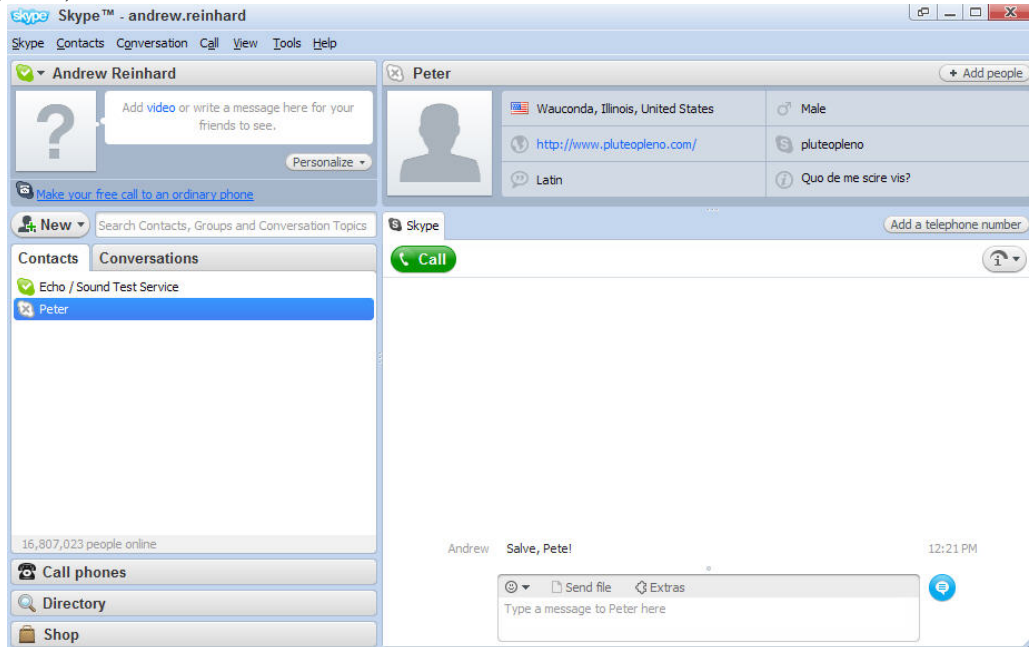 Skype™ - andrew.reinhard
Skype Contacts Conversation Call View Tools Help
Andrew Reinhard
Add video or write a message here for your
friends to see.
Personalize
Make your free call to an ordinary phone
New
Search Contacts, Groups and Conversation Topics
Contacts Conversations
Echo / Sound Test Service
Peter
16,807,023 people online
Call phones
Directory
Shop
Peter
+ Add people
Wauconda, Illinois, United States
Male
http://www.pluteopleno.com/
pluteopleno
Latin
Quo de me scire vis?
Skype
Add a telephone number
Call
Andrew Salve, Pete! 12:21 PM
Send file Extras
Type a message to Peter here